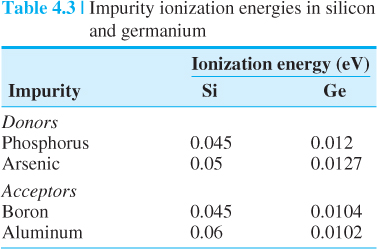 Table 4.3 | Impurity ionization energies in silicon
and germanium
Ionization energy (eV)
Impurity Si Ge
Donors
Phosphorus 0.045 0.012
Arsenic 0.05 0.0127
Acceptors
Boron 0.045 0.0104
Aluminum 0.06 0.0102